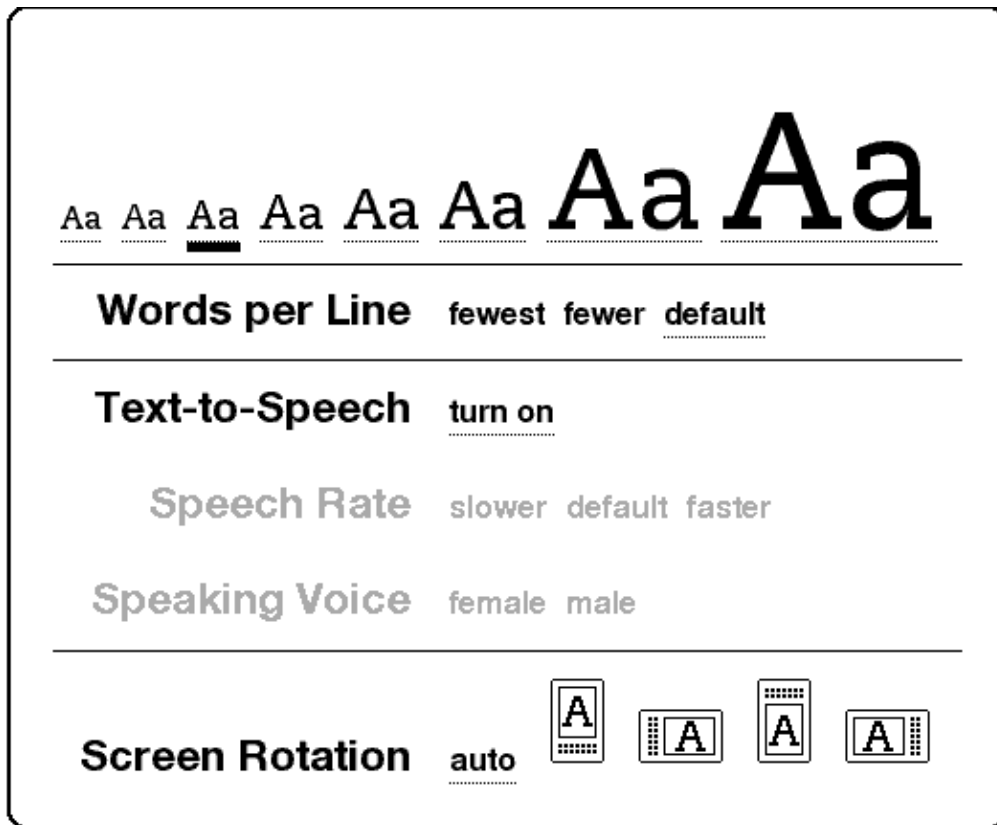 Aa Aa Aa Aa Aa Aa Aa Aa
Words per Line fewest fewer default
Text-to-Speech turn on
Speech Rate slower default faster
Speaking Voice female male
A A A A
Screen Rotation auto